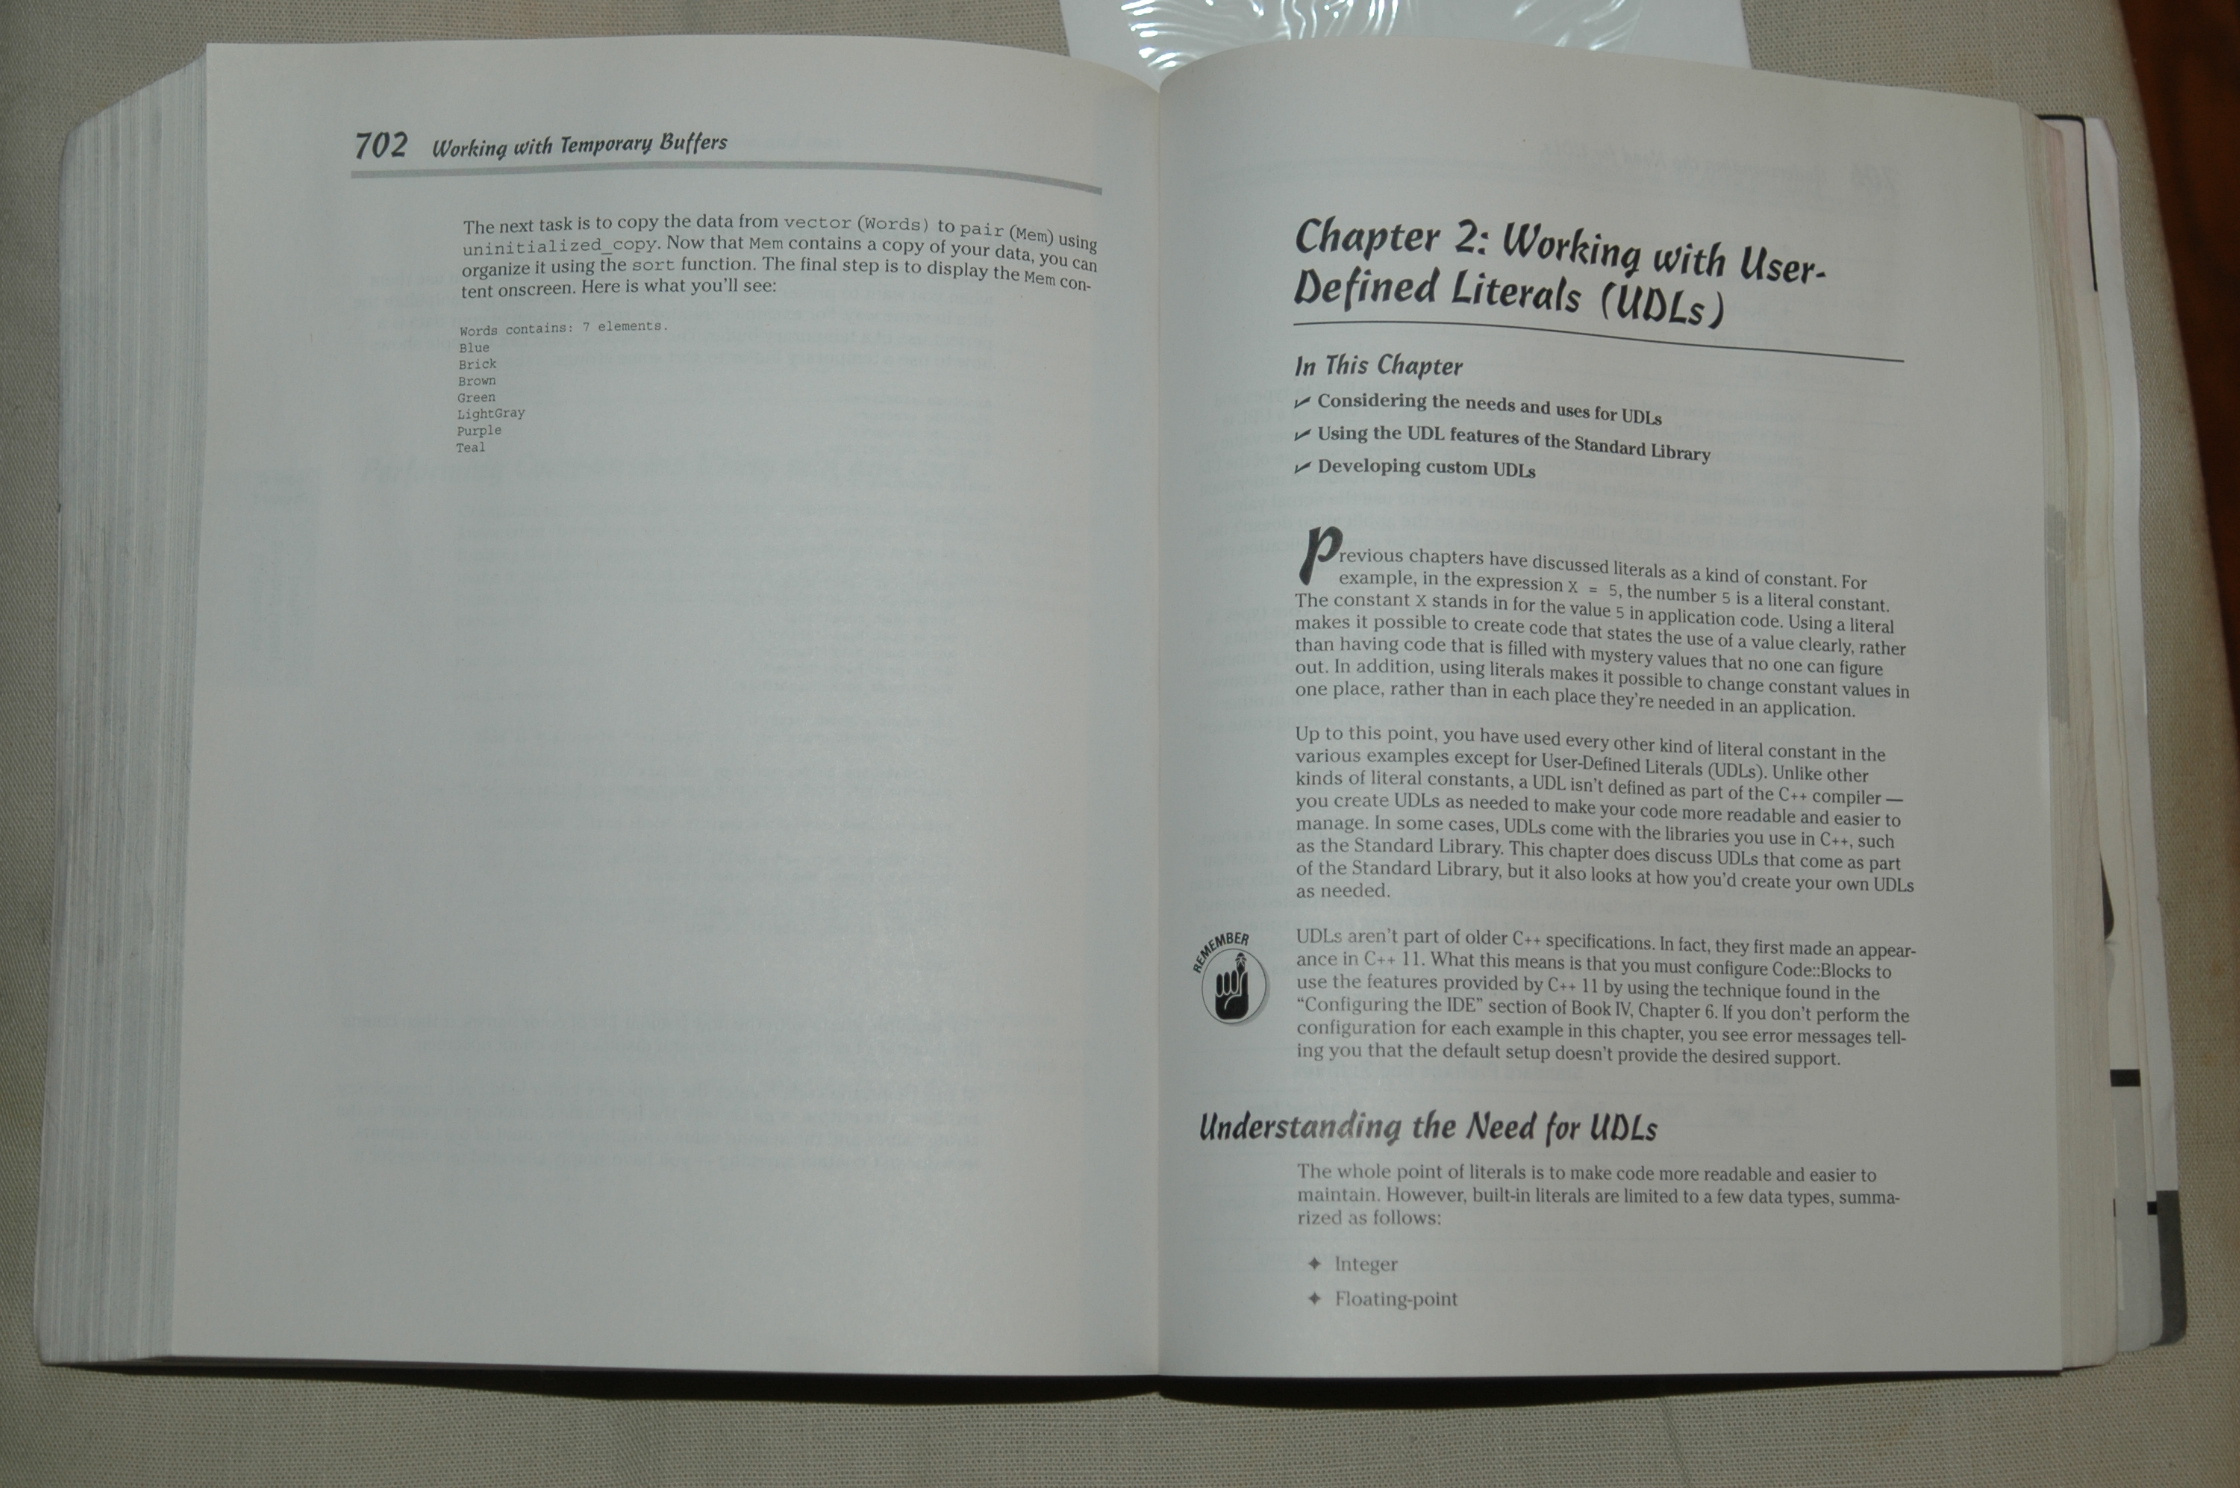 702 Working with Temporary Buffers
The next task is to copy the data from vector (Words) to pair (Mem) using
uninitialized_copy. Now that Mem contains a copy of your data, you can
organize it using the sort function. The final step is to display the Mem con-
tent onscreen. Here is what you'll see:
Words contains: 7 elements.
Blue
Brick
Brown
Green
LightGray
Purple
Teal
Chapter 2: Working with User-
Defined Literals (UDLs)
In This Chapter
✓ Considering the needs and uses for UDLs
✓ Using the UDL features of the Standard Library
✓ Developing custom UDLs
Previous chapters have discussed literals as a kind of constant. For
example, in the expression X = 5, the number 5 is a literal constant.
The constant X stands in for the value 5 in application code. Using a literal
makes it possible to create code that states the use of a value clearly, rather
than having code that is filled with mystery values that no one can figure
out. In addition, using literals makes it possible to change constant values in
one place, rather than in each place they're needed in an application.
Up to this point, you have used every other kind of literal constant in the
various examples except for User-Defined Literals (UDLs). Unlike other
kinds of literal constants, a UDL isn't defined as part of the C++ compiler —
you create UDLs as needed to make your code more readable and easier to
manage. In some cases, UDLs come with the libraries you use in C++, such
as the Standard Library. This chapter does discuss UDLs that come as part
of the Standard Library, but it also looks at how you'd create your own UDLs
as needed.
REMEMBER
UDLs aren't part of older C++ specifications. In fact, they first made an appear-
ance in C++ 11. What this means is that you must configure Code::Blocks to
use the features provided by C++ 11 by using the technique found in the
“Configuring the IDE” section of Book IV, Chapter 6. If you don't perform the
configuration for each example in this chapter, you see error messages tell-
ing you that the default setup doesn't provide the desired support.
Understanding the Need for UDLs
The whole point of literals is to make code more readable and easier to
maintain. However, built-in literals are limited to a few data types, summa-
rized as follows:
✦ Integer
✦ Floating-point